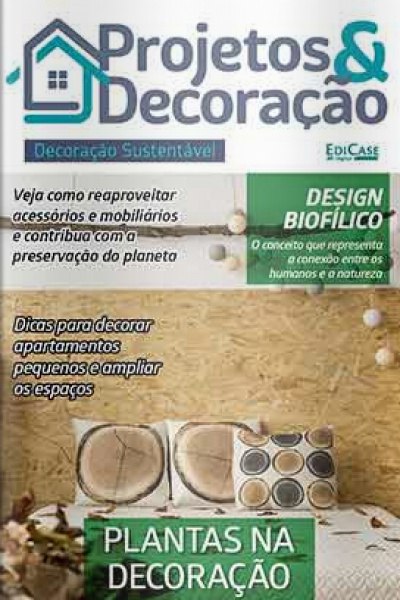 Projetos&
Decoração
Decoração Sustentável
EDICASE
Veja como reaproveitar
acessórios e mobiliários
e contribua com a
preservação do planeta
DESIGN
BIOFÍLICO
O conceito que representa
a conexão entre os
humanos e a natureza
Dicas para decorar
apartamentos
pequenos e ampliar
os espaços
PLANTAS NA
DECORAÇÃO